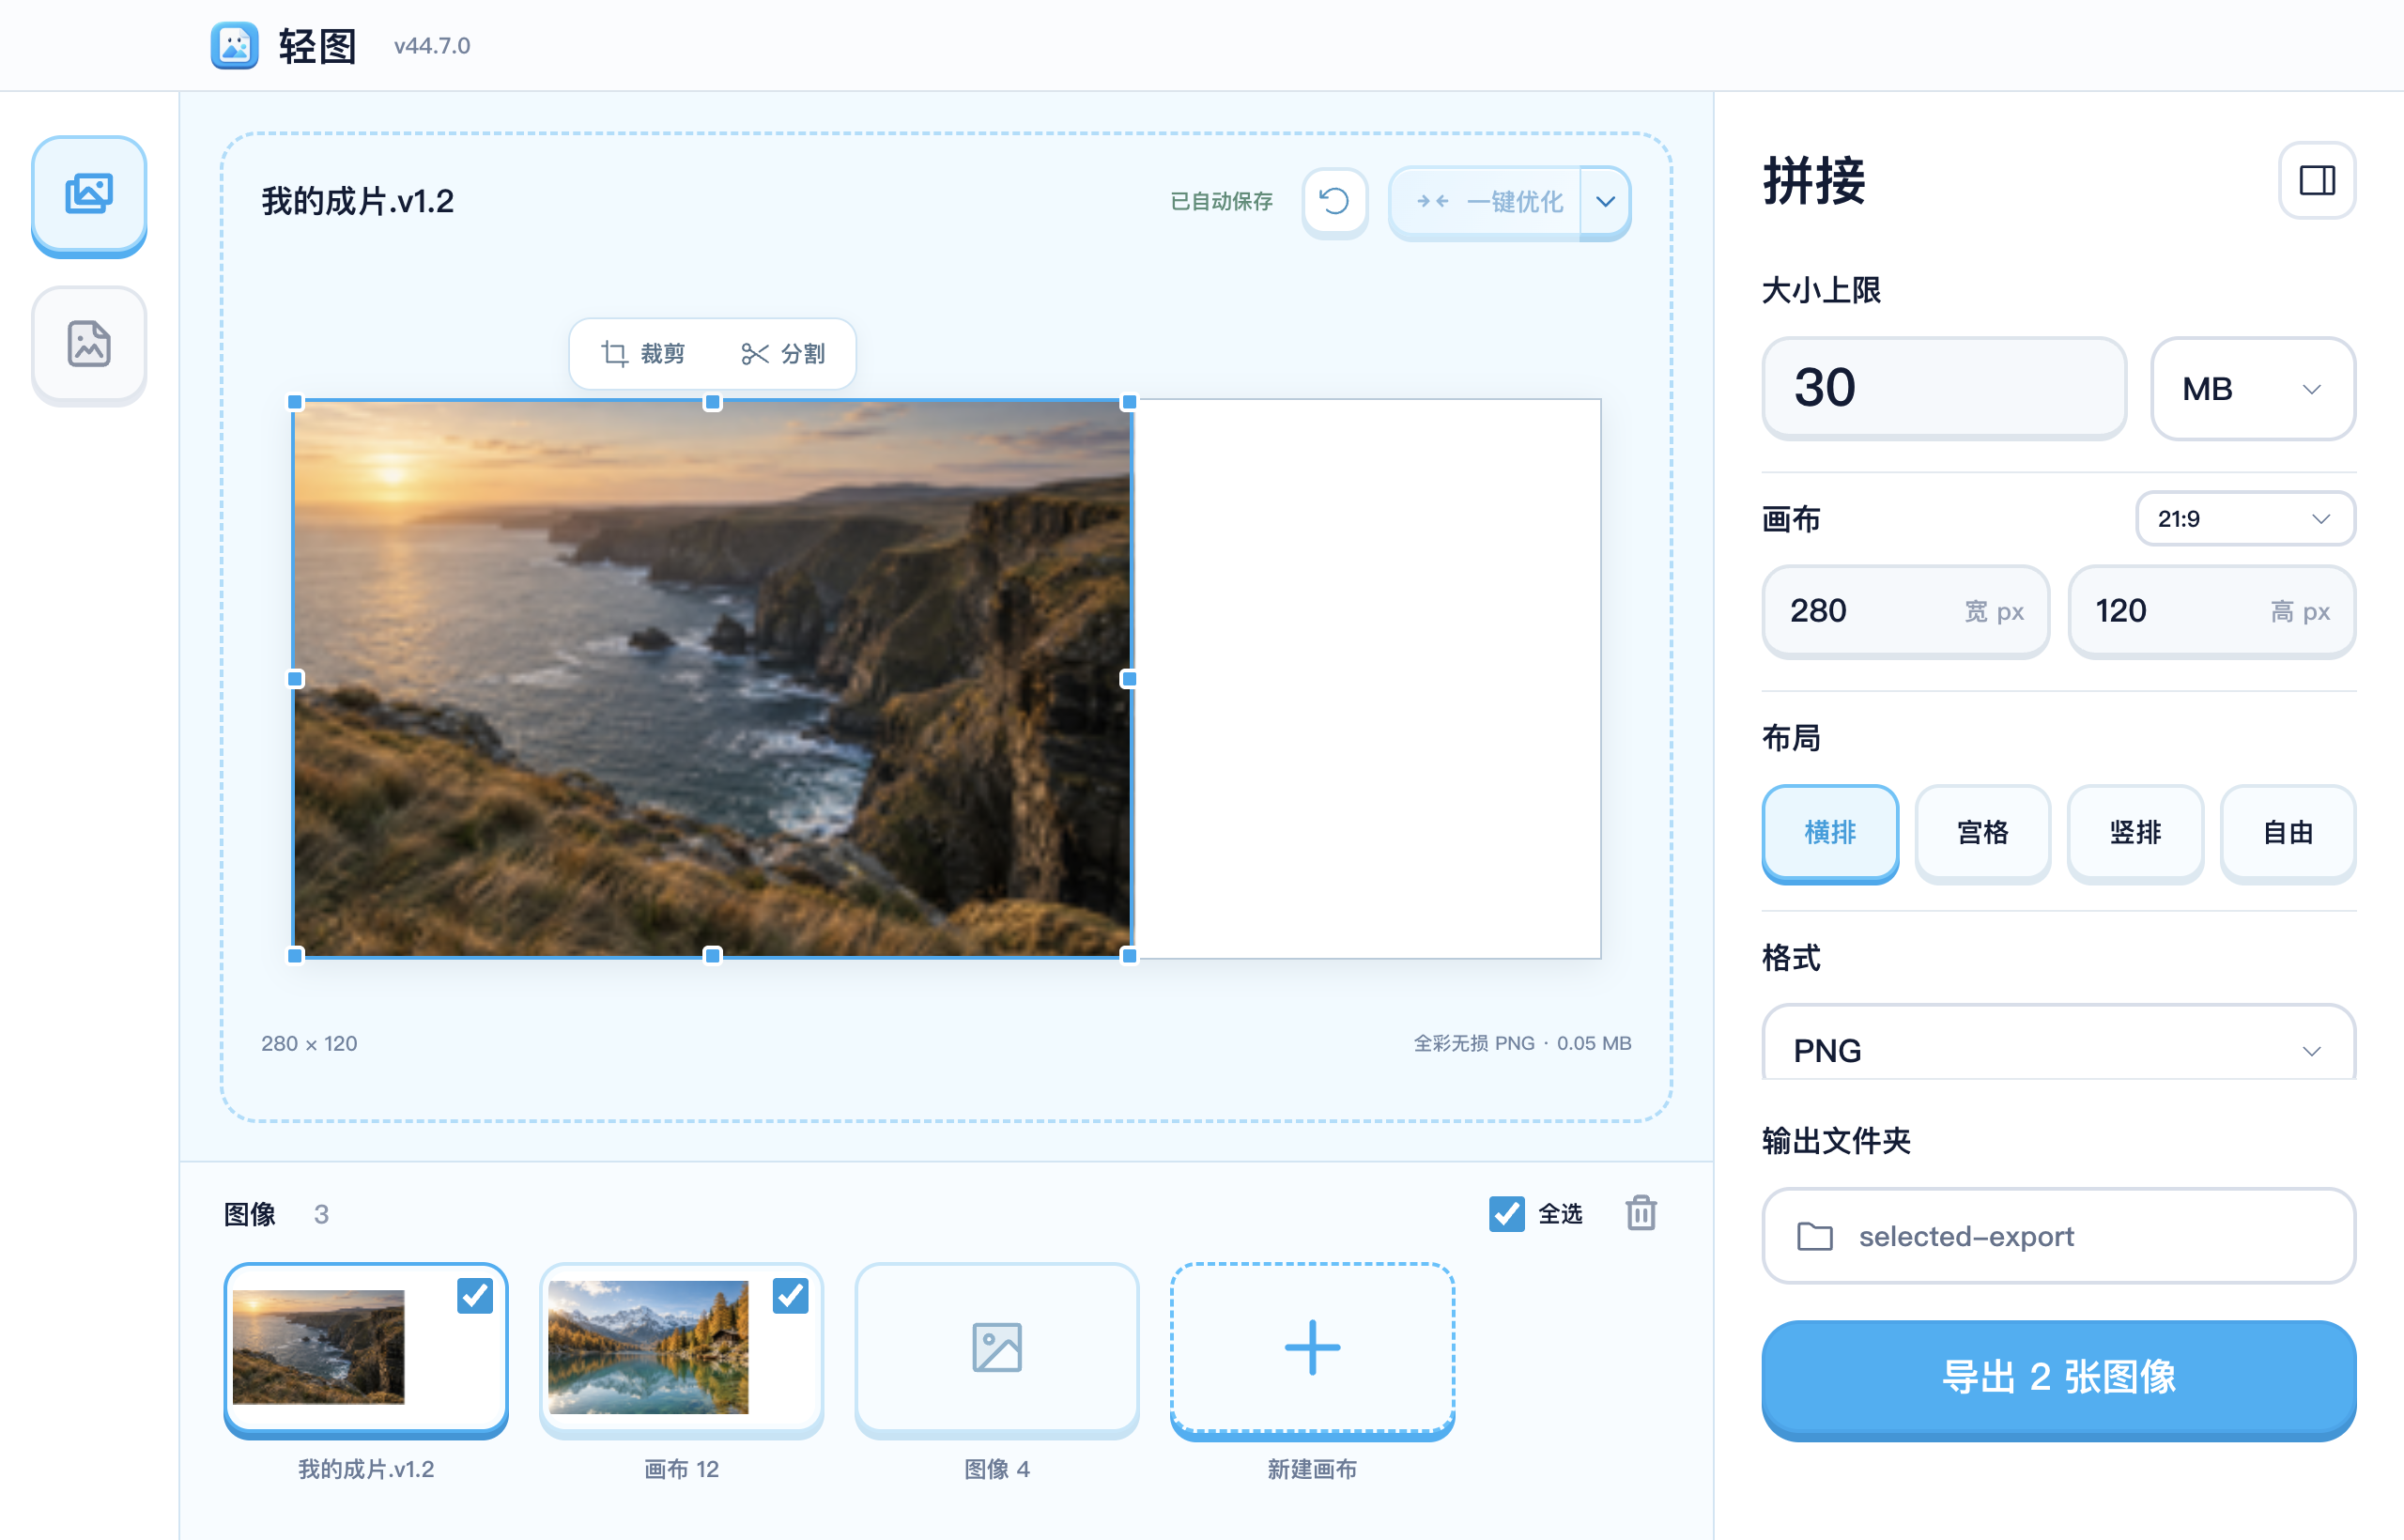 轻图 v44.7.0
我的成片.v1.2
已自动保存
一键优化
裁剪 分割
280 × 120
全彩无损 PNG · 0.05 MB
图像 3
全选
我的成片.v1.2
画布 12
图像 4
新建画布
拼接
大小上限
30 MB
画布 21:9
280 宽 px 120 高 px
布局
横排 宫格 竖排 自由
格式
PNG
输出文件夹
selected-export
导出 2 张图像